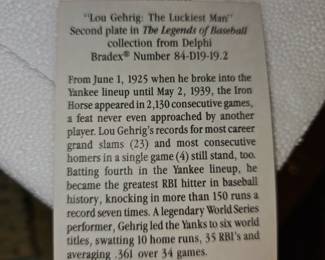 "Lou Gehrig: The Luckiest Man"
Second plate in The Legends of Baseball
collection from Delphi
Bradex® Number 84-D19-19.2
From June 1, 1925 when he broke into the
Yankee lineup until May 2, 1939, the Iron
Horse appeared in 2,130 consecutive games,
a feat never even approached by another
player. Lou Gehrig's records for most career
grand slams (23) and most consecutive
homers in a single game (4) still stand, too.
Batting fourth in the Yankee lineup, he
became the greatest RBI hitter in baseball
history, knocking in more than 150 runs a
record seven times. A legendary World Series
performer, Gehrig led the Yanks to six world
titles, swatting 10 home runs, 35 RBI's and
averaging .361 over 34 games.